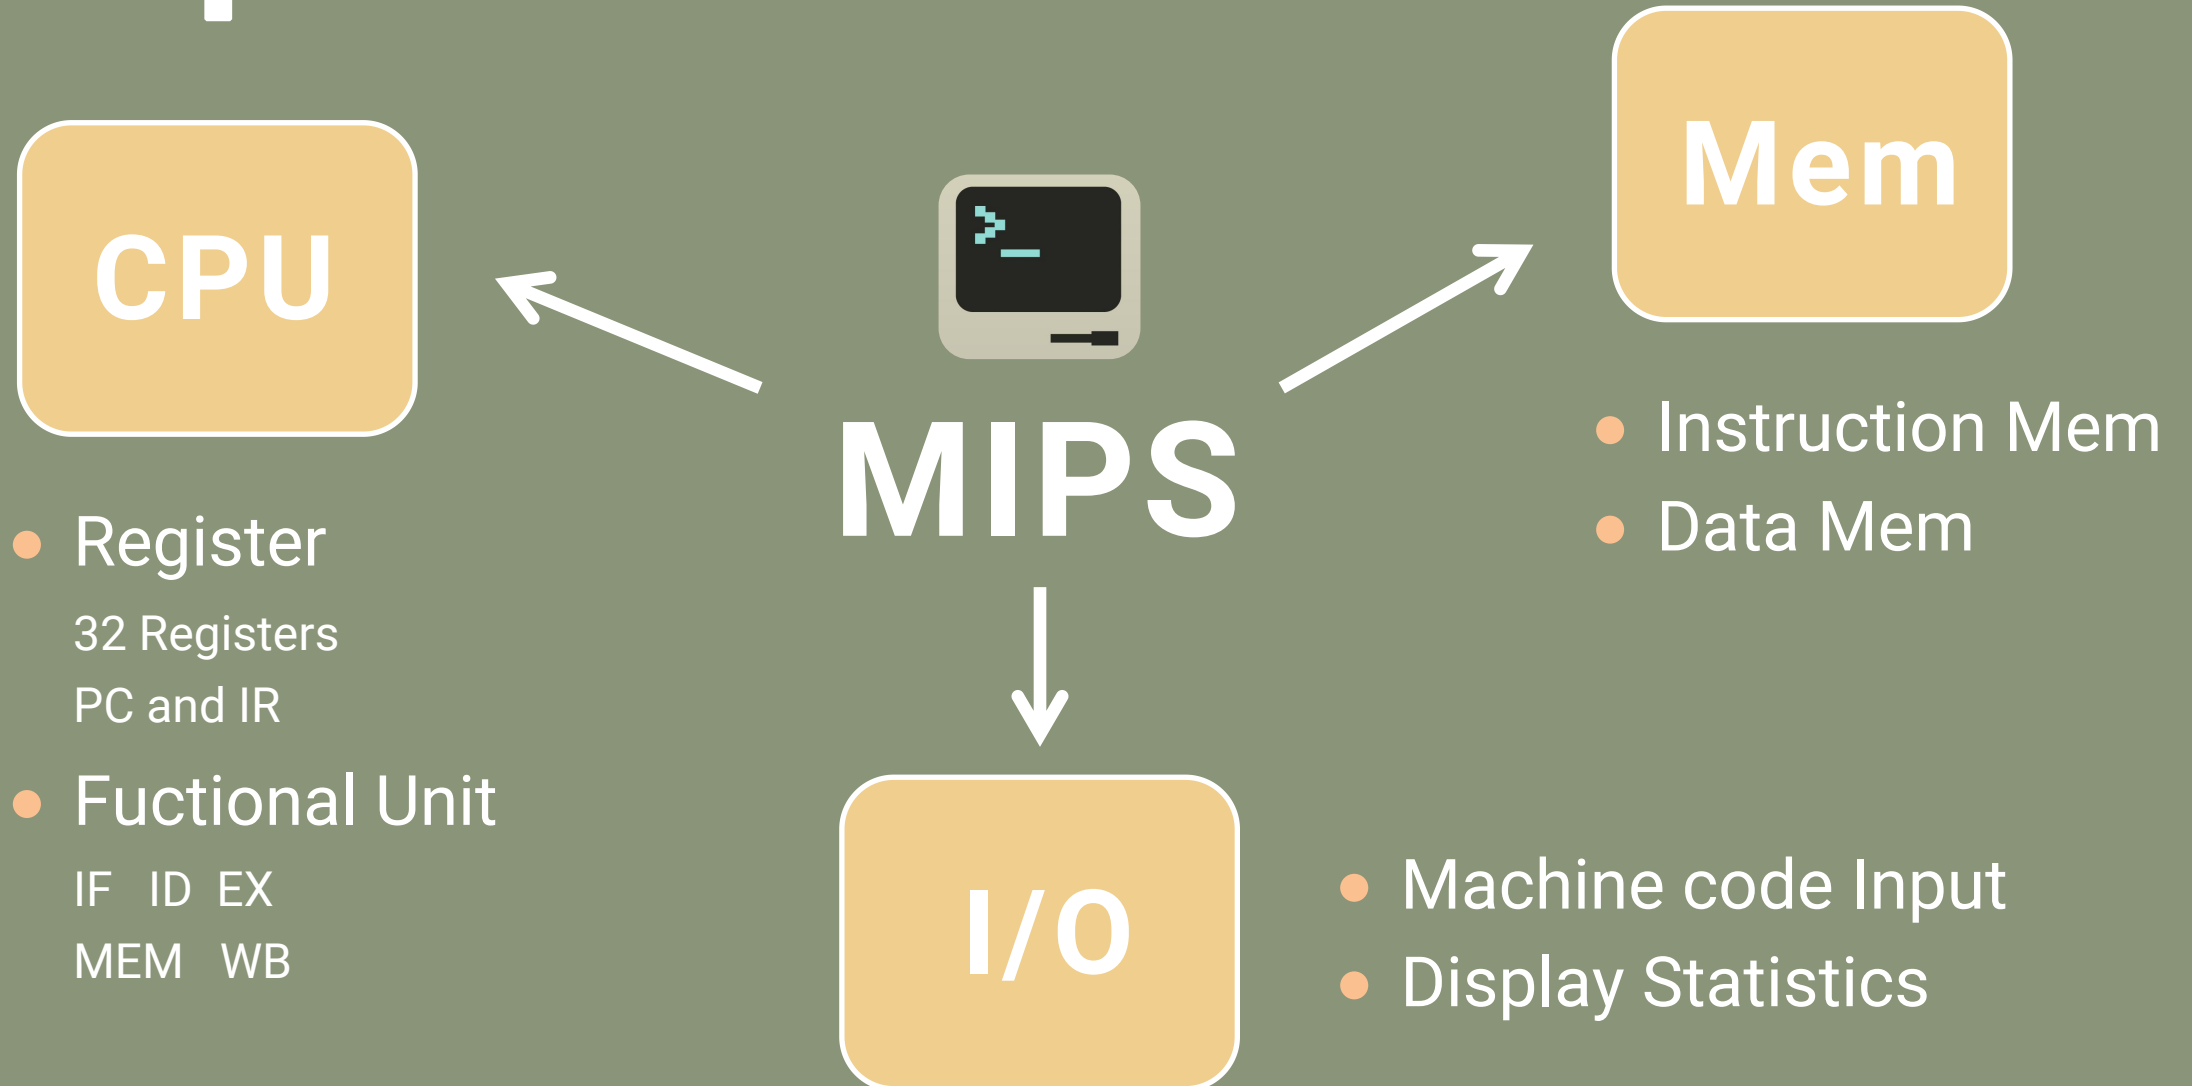 CPU
Register
32 Registers
PC and IR
Fuctional Unit
IF ID EX
MEM WB
>_
MIPS
Mem
Instruction Mem
Data Mem
I/O
Machine code Input
Display Statistics